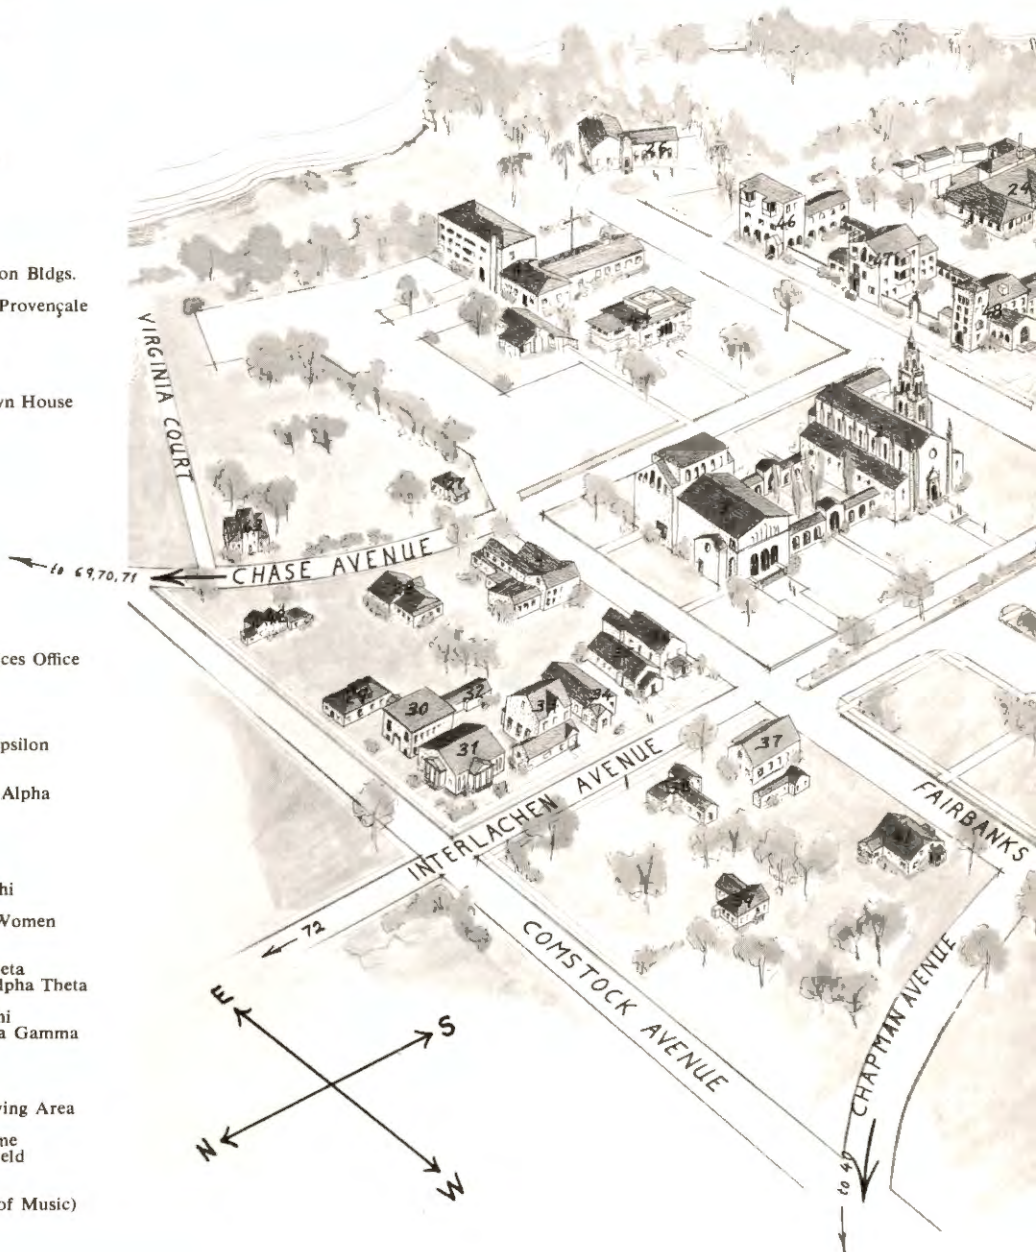 on Bldgs.
Provençale
vn House
ces Office
psilon
Alpha
hi
Women
eta
lpha Theta
hi
a Gamma
ving Area
me
eld
of Music)
26
24
46
47
48
VIRGINIA COURT
27
to 69,70,71
CHASE AVENUE
29
30
32
33
34
31
37
INTERLACHEN AVENUE
FAIRBANKS
39
72
COMSTOCK AVENUE
CHAPMAN AVENUE
E
S
N
W